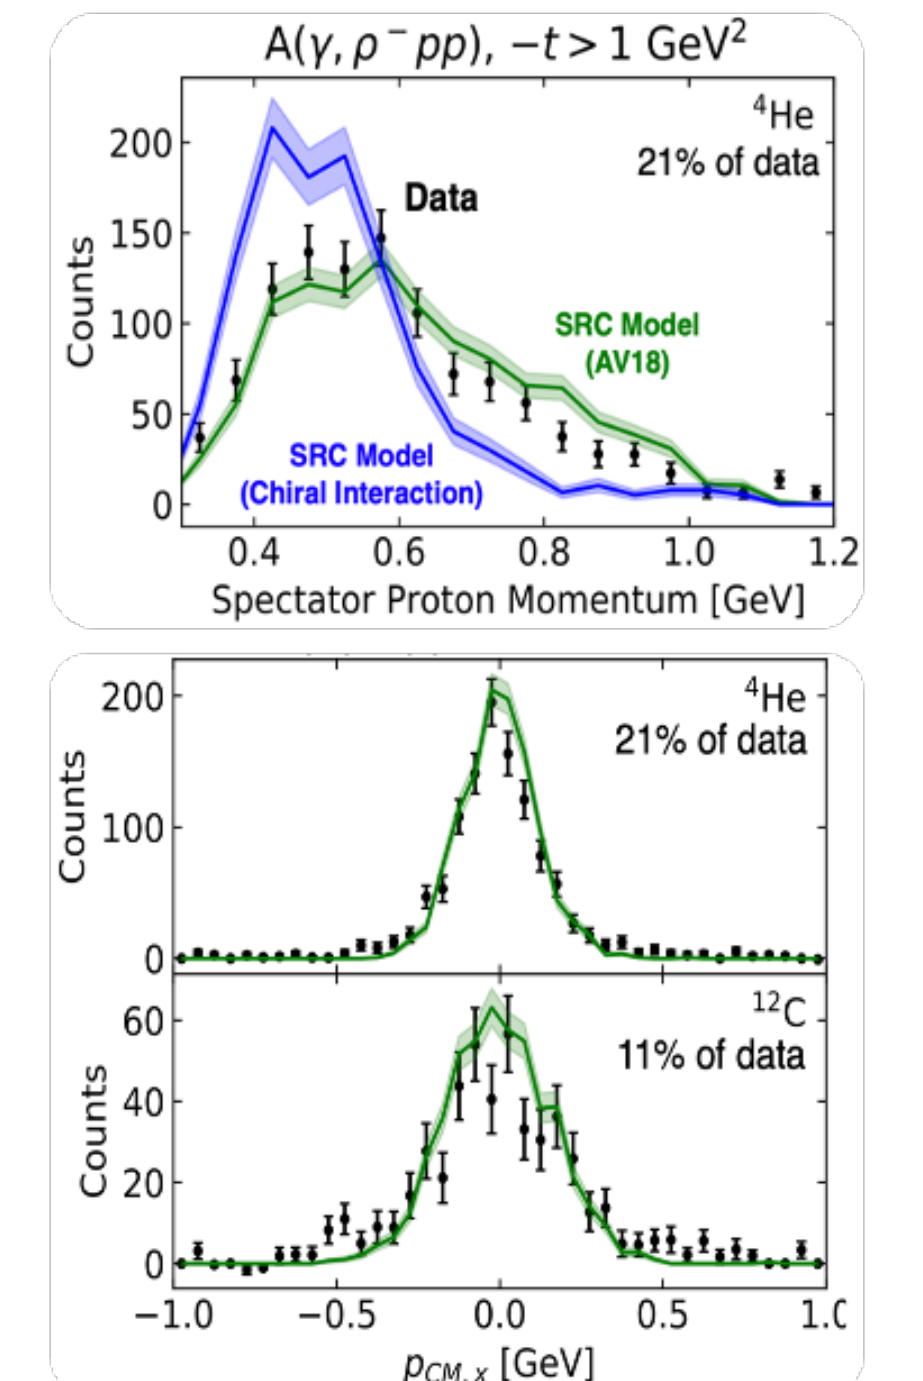 A(γ, ρ⁻pp), −t > 1 GeV²
⁴He
21% of data
Data
SRC Model
(AV18)
SRC Model
(Chiral Interaction)
Counts
200
150
100
50
0
0.4 0.6 0.8 1.0 1.2
Spectator Proton Momentum [GeV]
⁴He
21% of data
Counts
200
100
0
¹²C
11% of data
Counts
60
40
20
0
−1.0 −0.5 0.0 0.5 1.0
p_CM, x [GeV]